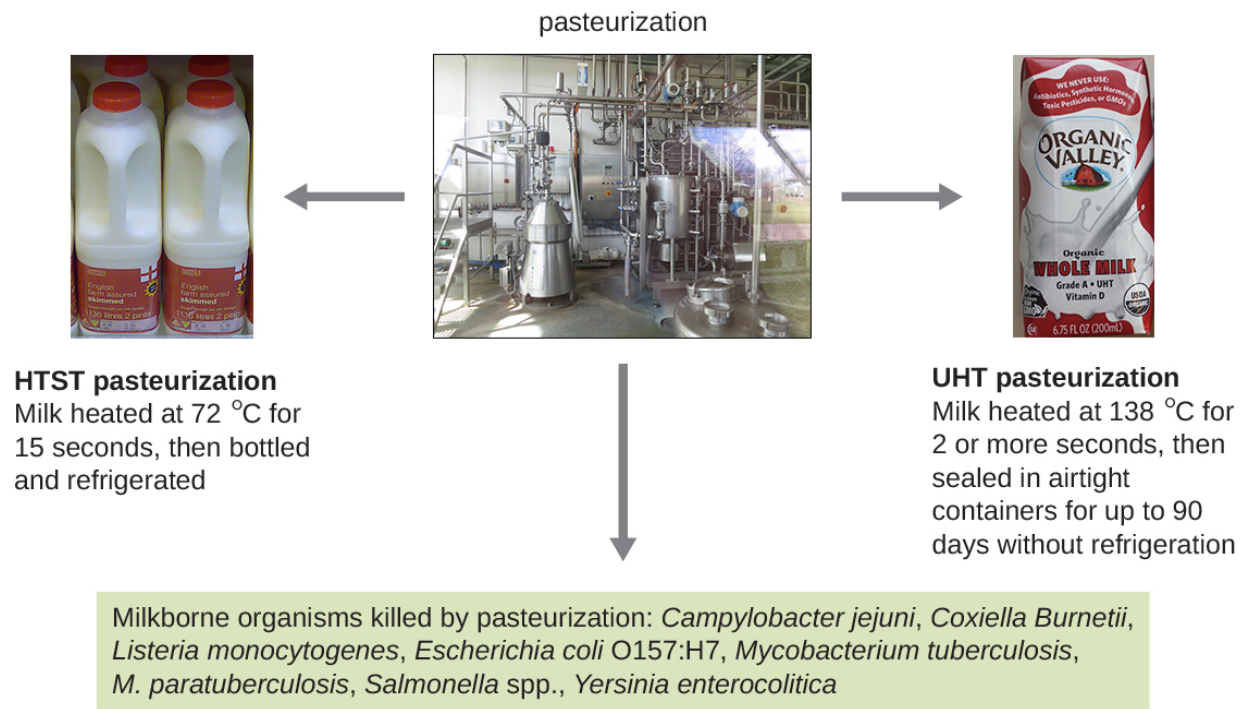 pasteurization
English
farm assured
skimmed
1136 litres 2 pints
WE NEVER USE:
Antibiotics, Synthetic Hormones,
Toxic Pesticides, or GMOs
ORGANIC
VALLEY
Organic
WHOLE MILK
Grade A • UHT
Vitamin D
USDA
ORGANIC
6.75 FL OZ (200mL)
HTST pasteurization
Milk heated at 72 °C for
15 seconds, then bottled
and refrigerated
UHT pasteurization
Milk heated at 138 °C for
2 or more seconds, then
sealed in airtight
containers for up to 90
days without refrigeration
Milkborne organisms killed by pasteurization: Campylobacter jejuni, Coxiella Burnetii,
Listeria monocytogenes, Escherichia coli O157:H7, Mycobacterium tuberculosis,
M. paratuberculosis, Salmonella spp., Yersinia enterocolitica